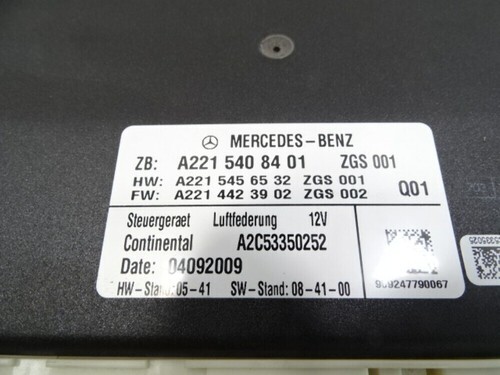 MERCEDES-BENZ
ZB: A221 540 84 01 ZGS 001
HW: A221 545 65 32 ZGS 001
FW: A221 442 39 02 ZGS 002 Q01
Steuergeraet Luftfederung 12V
Continental A2C53350252
Date: 04092009
HW-Stand:05-41 SW-Stand: 08-41-00
909247790067